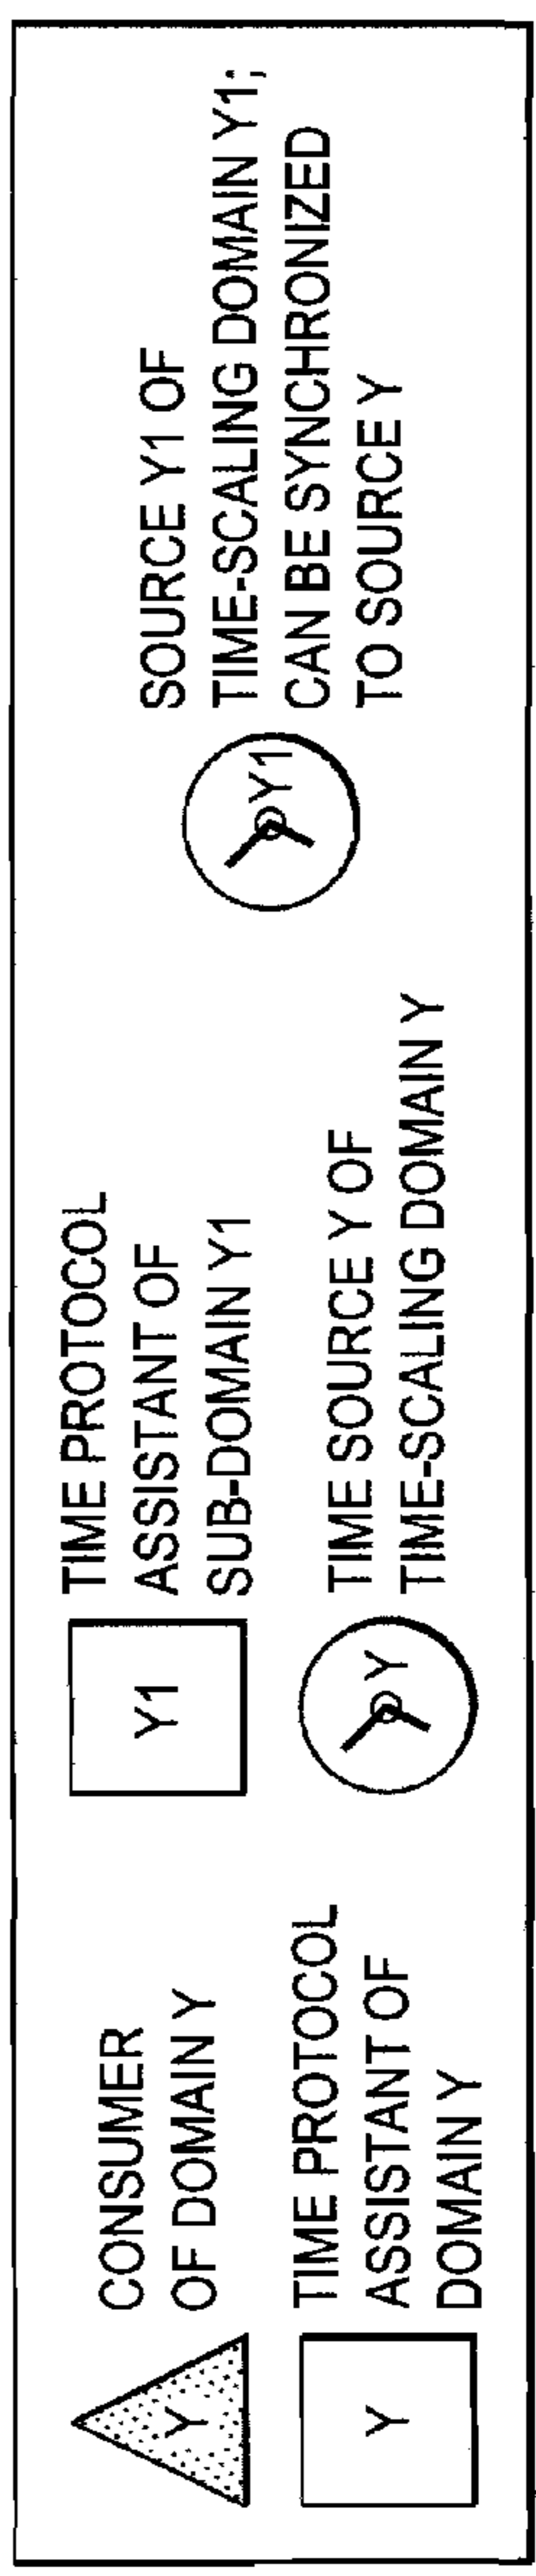 Y
CONSUMER
OF DOMAIN Y
Y
TIME PROTOCOL
ASSISTANT OF
DOMAIN Y
Y1
TIME PROTOCOL
ASSISTANT OF
SUB-DOMAIN Y1
Y
TIME SOURCE Y OF
TIME-SCALING DOMAIN Y
Y1
SOURCE Y1 OF
TIME-SCALING DOMAIN Y1;
CAN BE SYNCHRONIZED
TO SOURCE Y